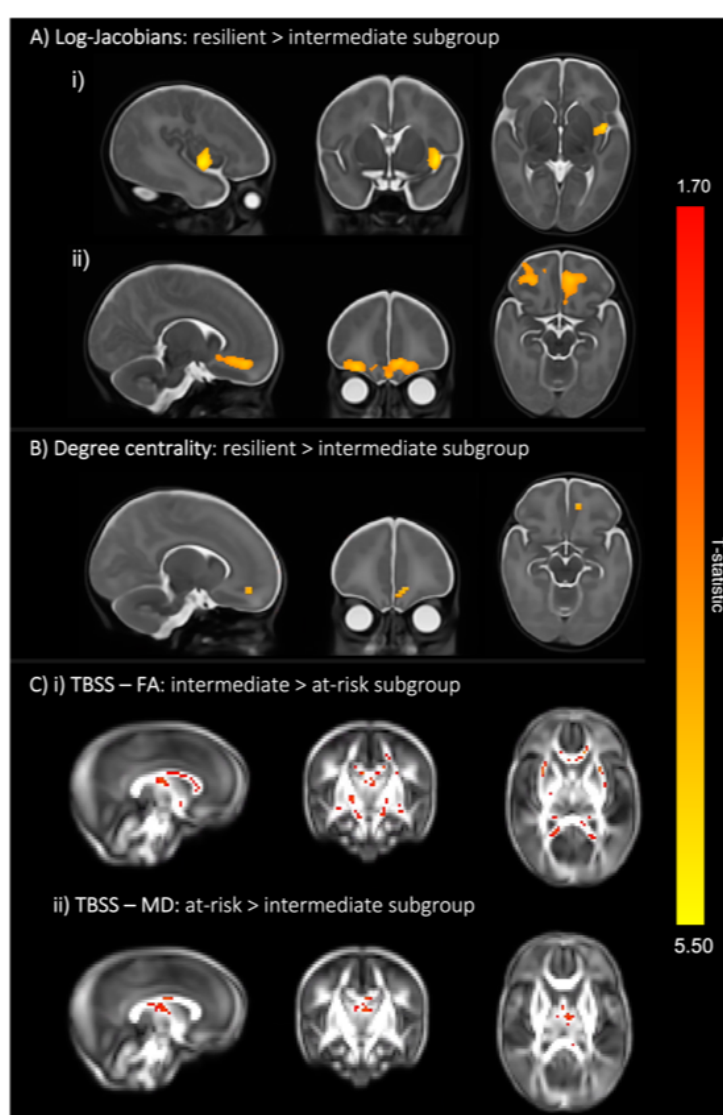 A) Log-Jacobians: resilient > intermediate subgroup
i)
1.70
ii)
B) Degree centrality: resilient > intermediate subgroup
T-statistic
C) i) TBSS – FA: intermediate > at-risk subgroup
ii) TBSS – MD: at-risk > intermediate subgroup
5.50